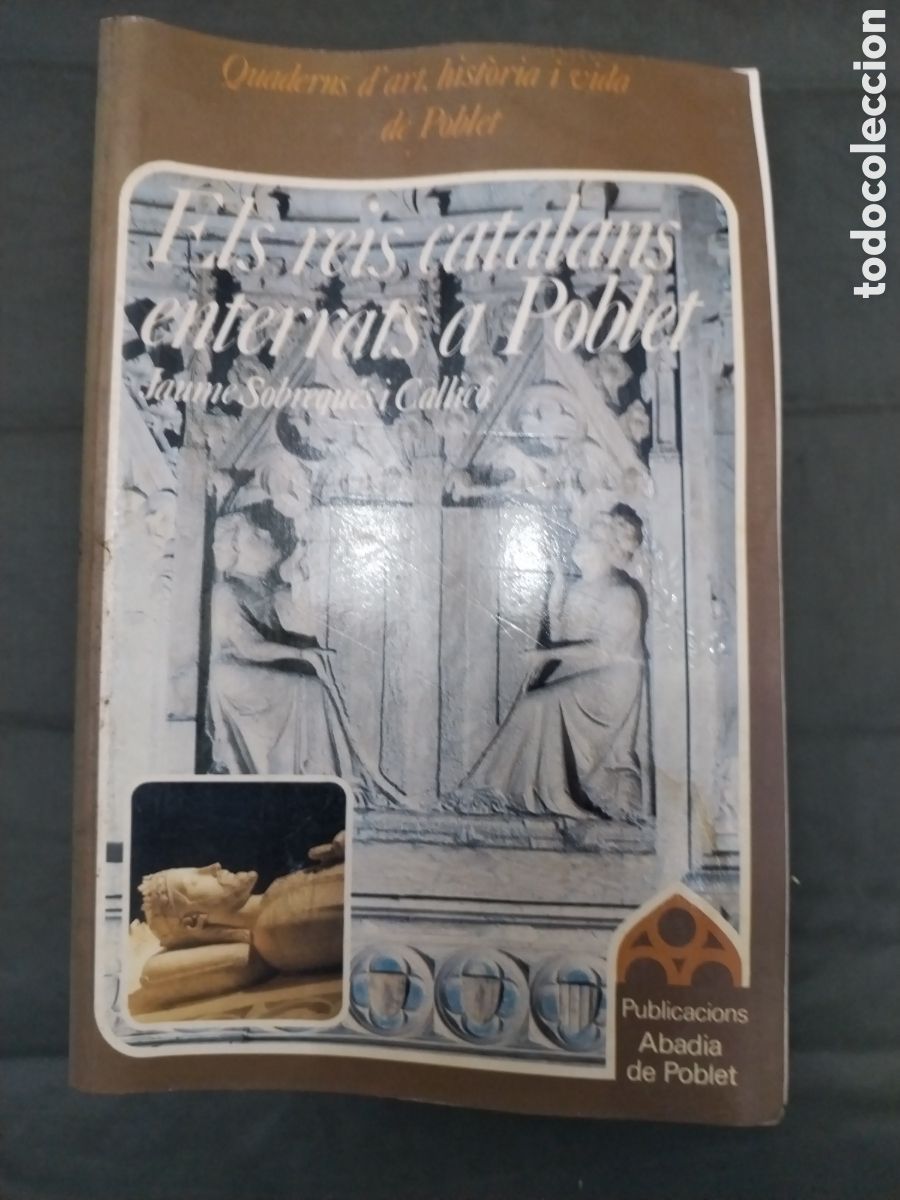 Quaderns d'art, història i vida
de Poblet
Els reis catalans
enterrats a Poblet
Jaume Sobrequés i Callicó
Publicacions
Abadia
de Poblet
todocoleccion